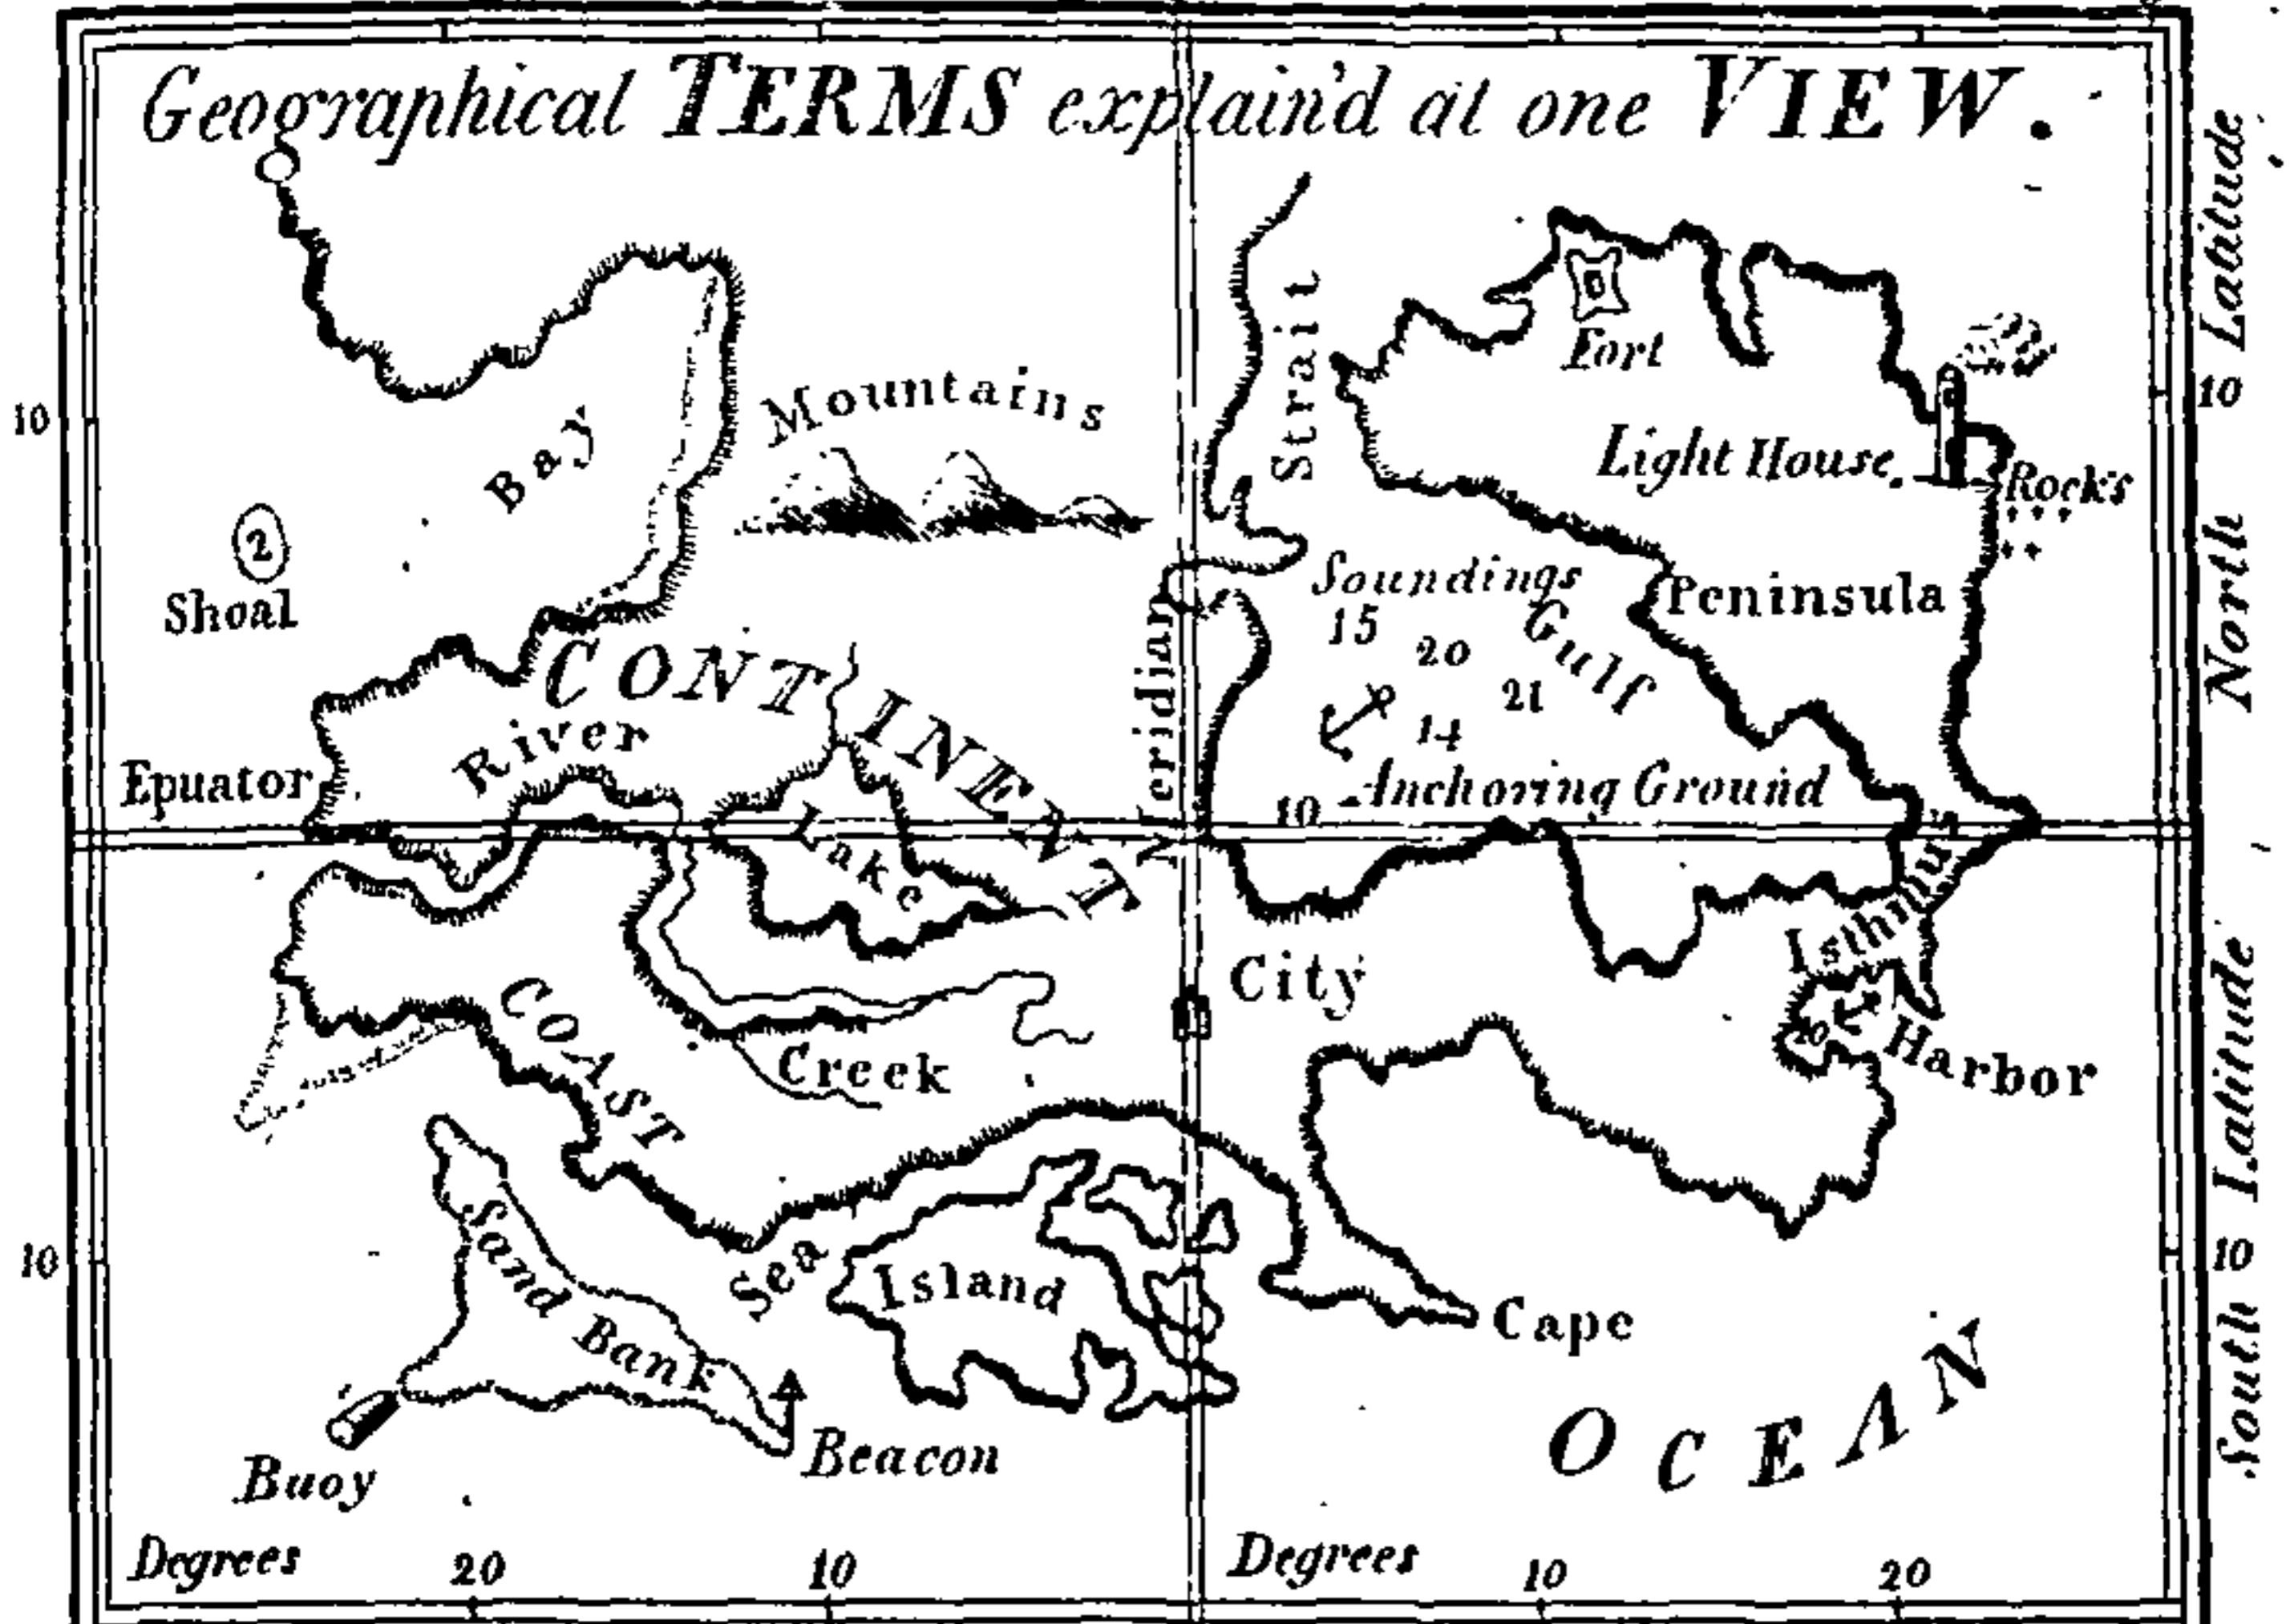 Geographical TERMS explain'd at one VIEW.
Strait
Fort
Mountains
10
10
Bay
Light House.
Rocks
2
Shoal
Soundings
15
20
21
14
Gulf
Peninsula
CONTINENT
River
Meridian
Epuator
10
Anchoring Ground
Lake
Isthmus
City
COAST
Creek
10
Harbor
Sand Bank
Sea
Island
Cape
10
10
OCEAN
Buoy
Beacon
Degrees
20
10
Degrees
10
20
North Latitude
South Latitude